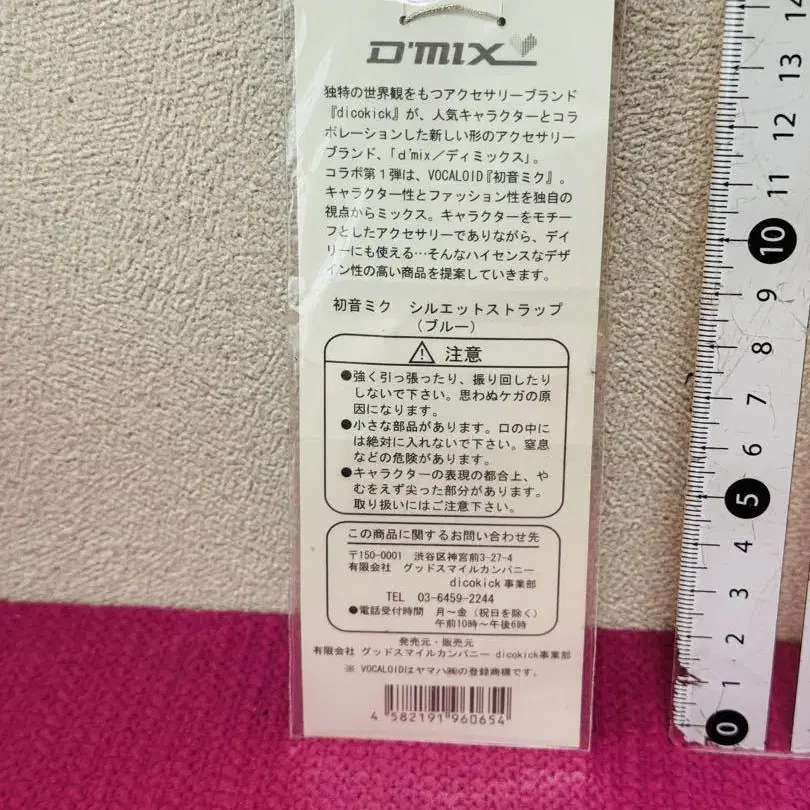 D'MIX
独特の世界観をもつアクセサリーブランド
『dicokick』が、人気キャラクターとコラ
ボレーションした新しい形のアクセサリー
ブランド、「d'mix／ディミックス」。
コラボ第１弾は、VOCALOID『初音ミク』。
キャラクター性とファッション性を独自の
視点からミックス。キャラクターをモチー
フとしたアクセサリーでありながら、デイ
リーにも使える…そんなハイセンスなデザ
イン性の高い商品を提案していきます。
初音ミク　シルエットストラップ
（ブルー）
注意
●強く引っ張ったり、振り回したり
しないで下さい。思わぬケガの原
因になります。
●小さな部品があります。口の中に
は絶対に入れないで下さい。窒息
などの危険があります。
●キャラクターの表現の都合上、や
むをえず尖った部分があります。
取り扱いにはご注意下さい。
この商品に関するお問い合わせ先
〒150-0001　渋谷区神宮前3-27-4
有限会社　グッドスマイルカンパニー
dicokick事業部
TEL　03-6459-2244
●電話受付時間　月～金（祝日を除く）
午前10時～午後6時
発売元・販売元
有限会社 グッドスマイルカンパニー dicokick事業部
※ VOCALOIDはヤマハ㈱の登録商標です。
4 582191 960654
14
13
12
11
10
9
8
7
6
5
4
3
2
1
0